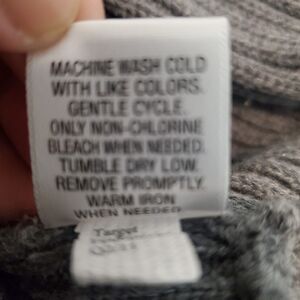 MACHINE WASH COLD
WITH LIKE COLORS.
GENTLE CYCLE.
ONLY NON-CHLORINE
BLEACH WHEN NEEDED.
TUMBLE DRY LOW.
REMOVE PROMPTLY.
WARM IRON
WHEN NEEDED
Target